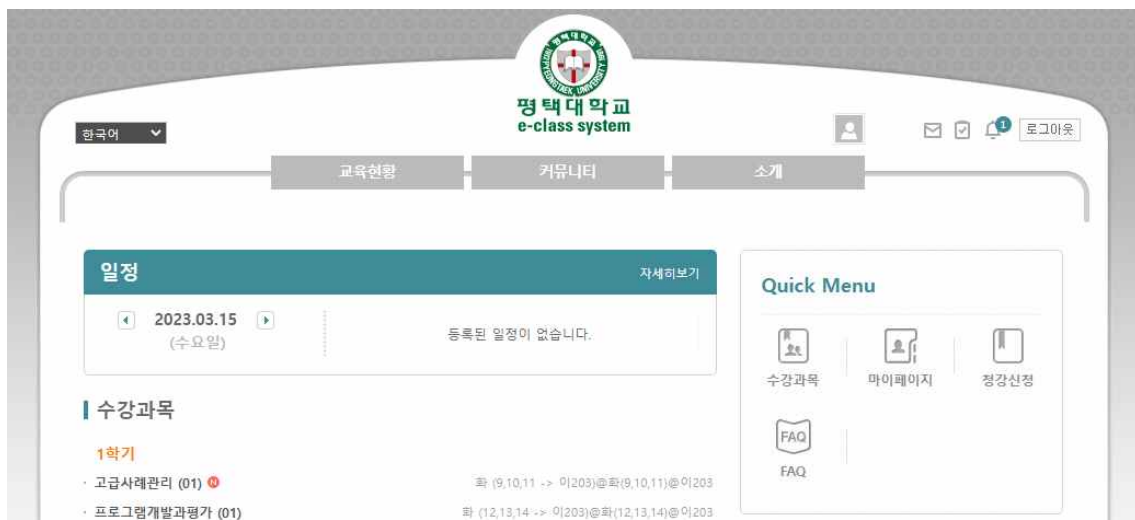 평택대학교
e-class system
한국어
1
로그아웃
교육현황
커뮤니티
소개
일정
자세히보기
2023.03.15
(수요일)
등록된 일정이 없습니다.
수강과목
1학기
· 고급사례관리 (01) N
화 (9,10,11 -> 이203)@화(9,10,11)@이203
· 프로그램개발과평가 (01)
화 (12,13,14 -> 이203)@화(12,13,14)@이203
Quick Menu
수강과목
마이페이지
청강신청
FAQ
FAQ